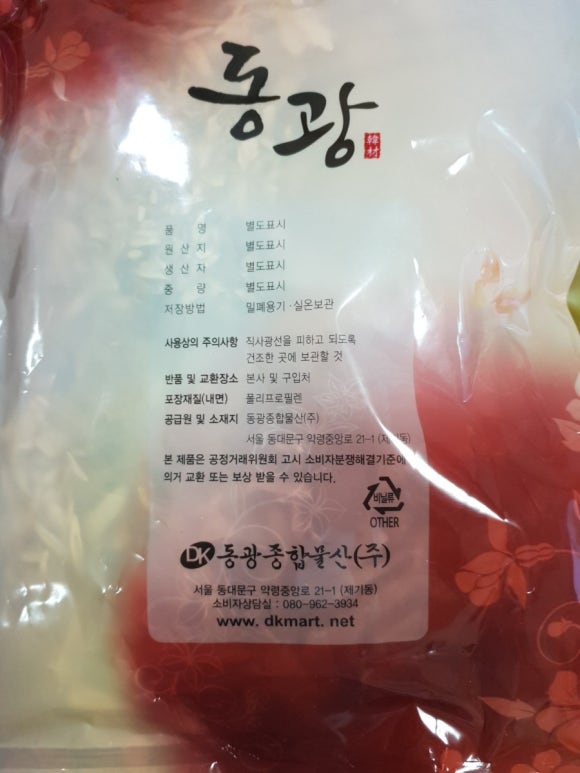 동광
韓材
품 명 별도표시
원 산 지 별도표시
생 산 자 별도표시
중 량 별도표시
저장방법 밀폐용기·실온보관
사용상의 주의사항 직사광선을 피하고 되도록
건조한 곳에 보관할 것
반품 및 교환장소 본사 및 구입처
포장재질(내면) 폴리프로필렌
공급원 및 소재지 동광종합물산(주)
서울 동대문구 약령중앙로 21-1 (제기동)
본 제품은 공정거래위원회 고시 소비자분쟁해결기준에
의거 교환 또는 보상 받을 수 있습니다.
비닐류
OTHER
DK 동광종합물산(주)
서울 동대문구 약령중앙로 21-1 (제기동)
소비자상담실 : 080-962-3934
www. dkmart. net